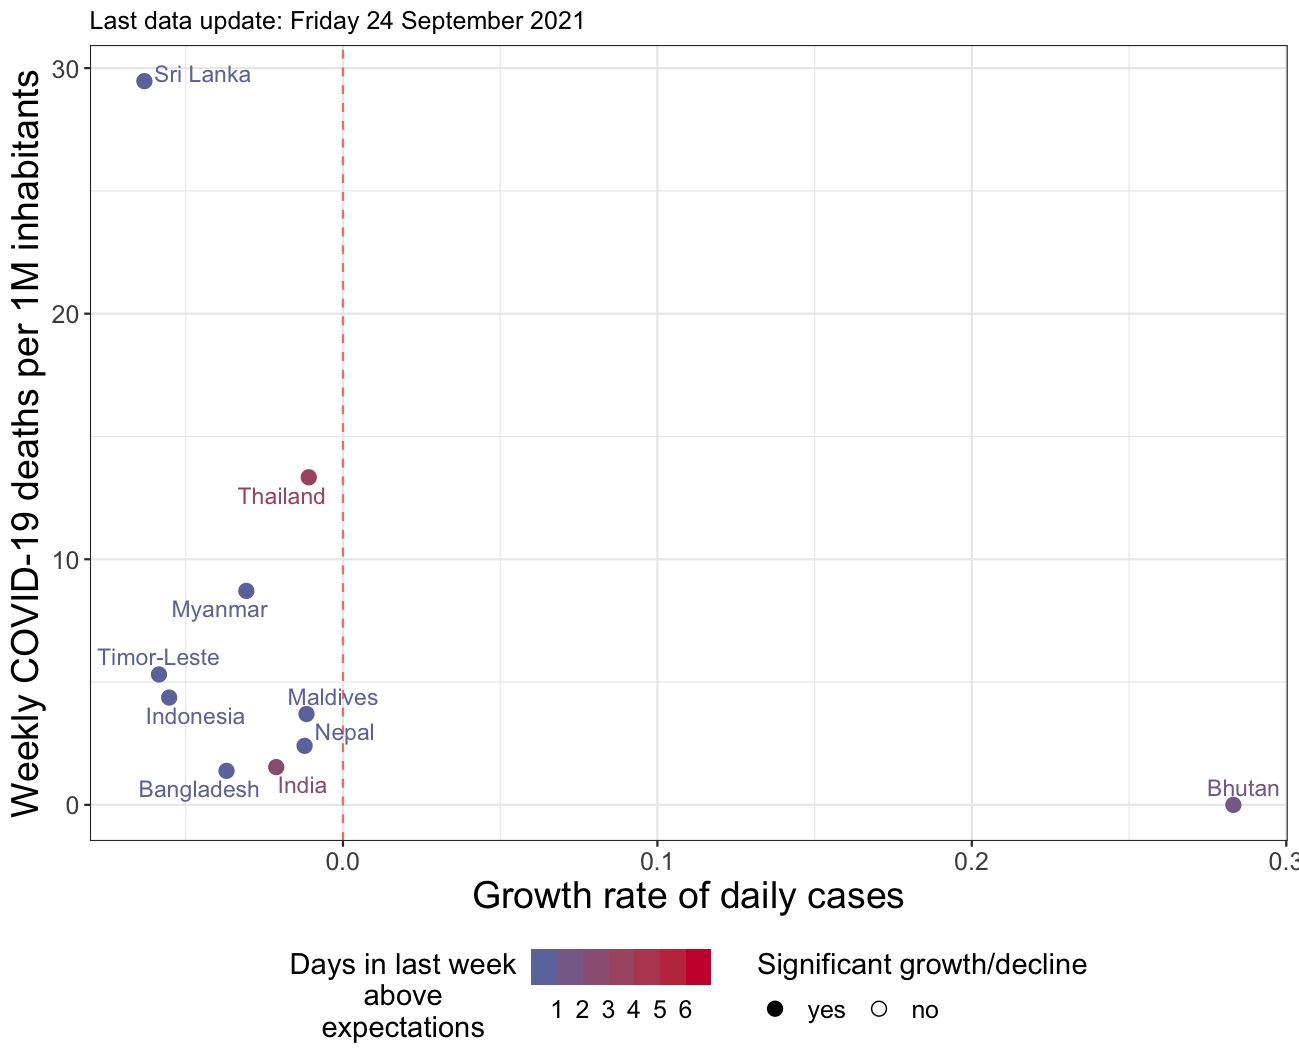 Last data update: Friday 24 September 2021
Weekly COVID-19 deaths per 1M inhabitants
30
20
10
0
Sri Lanka
Thailand
Myanmar
Timor-Leste
Indonesia
Maldives
Nepal
Bangladesh
India
Bhutan
0.0 0.1 0.2 0.3
Growth rate of daily cases
Days in last week
above
expectations
1 2 3 4 5 6
Significant growth/decline
yes no